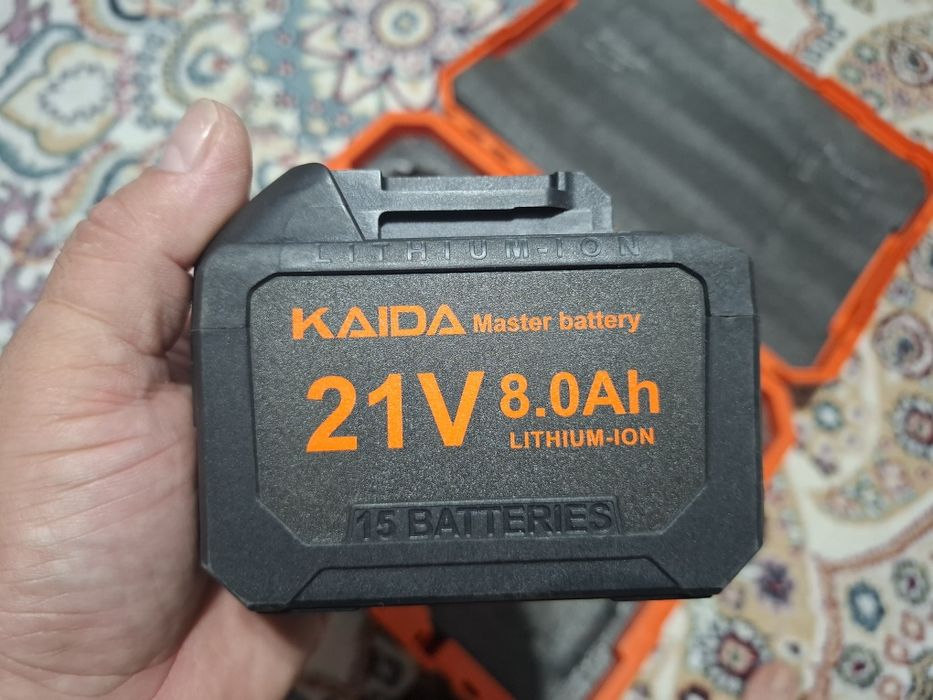 LITHIUM-ION
KAIDA Master battery
21V 8.0Ah
LITHIUM-ION
15 BATTERIES